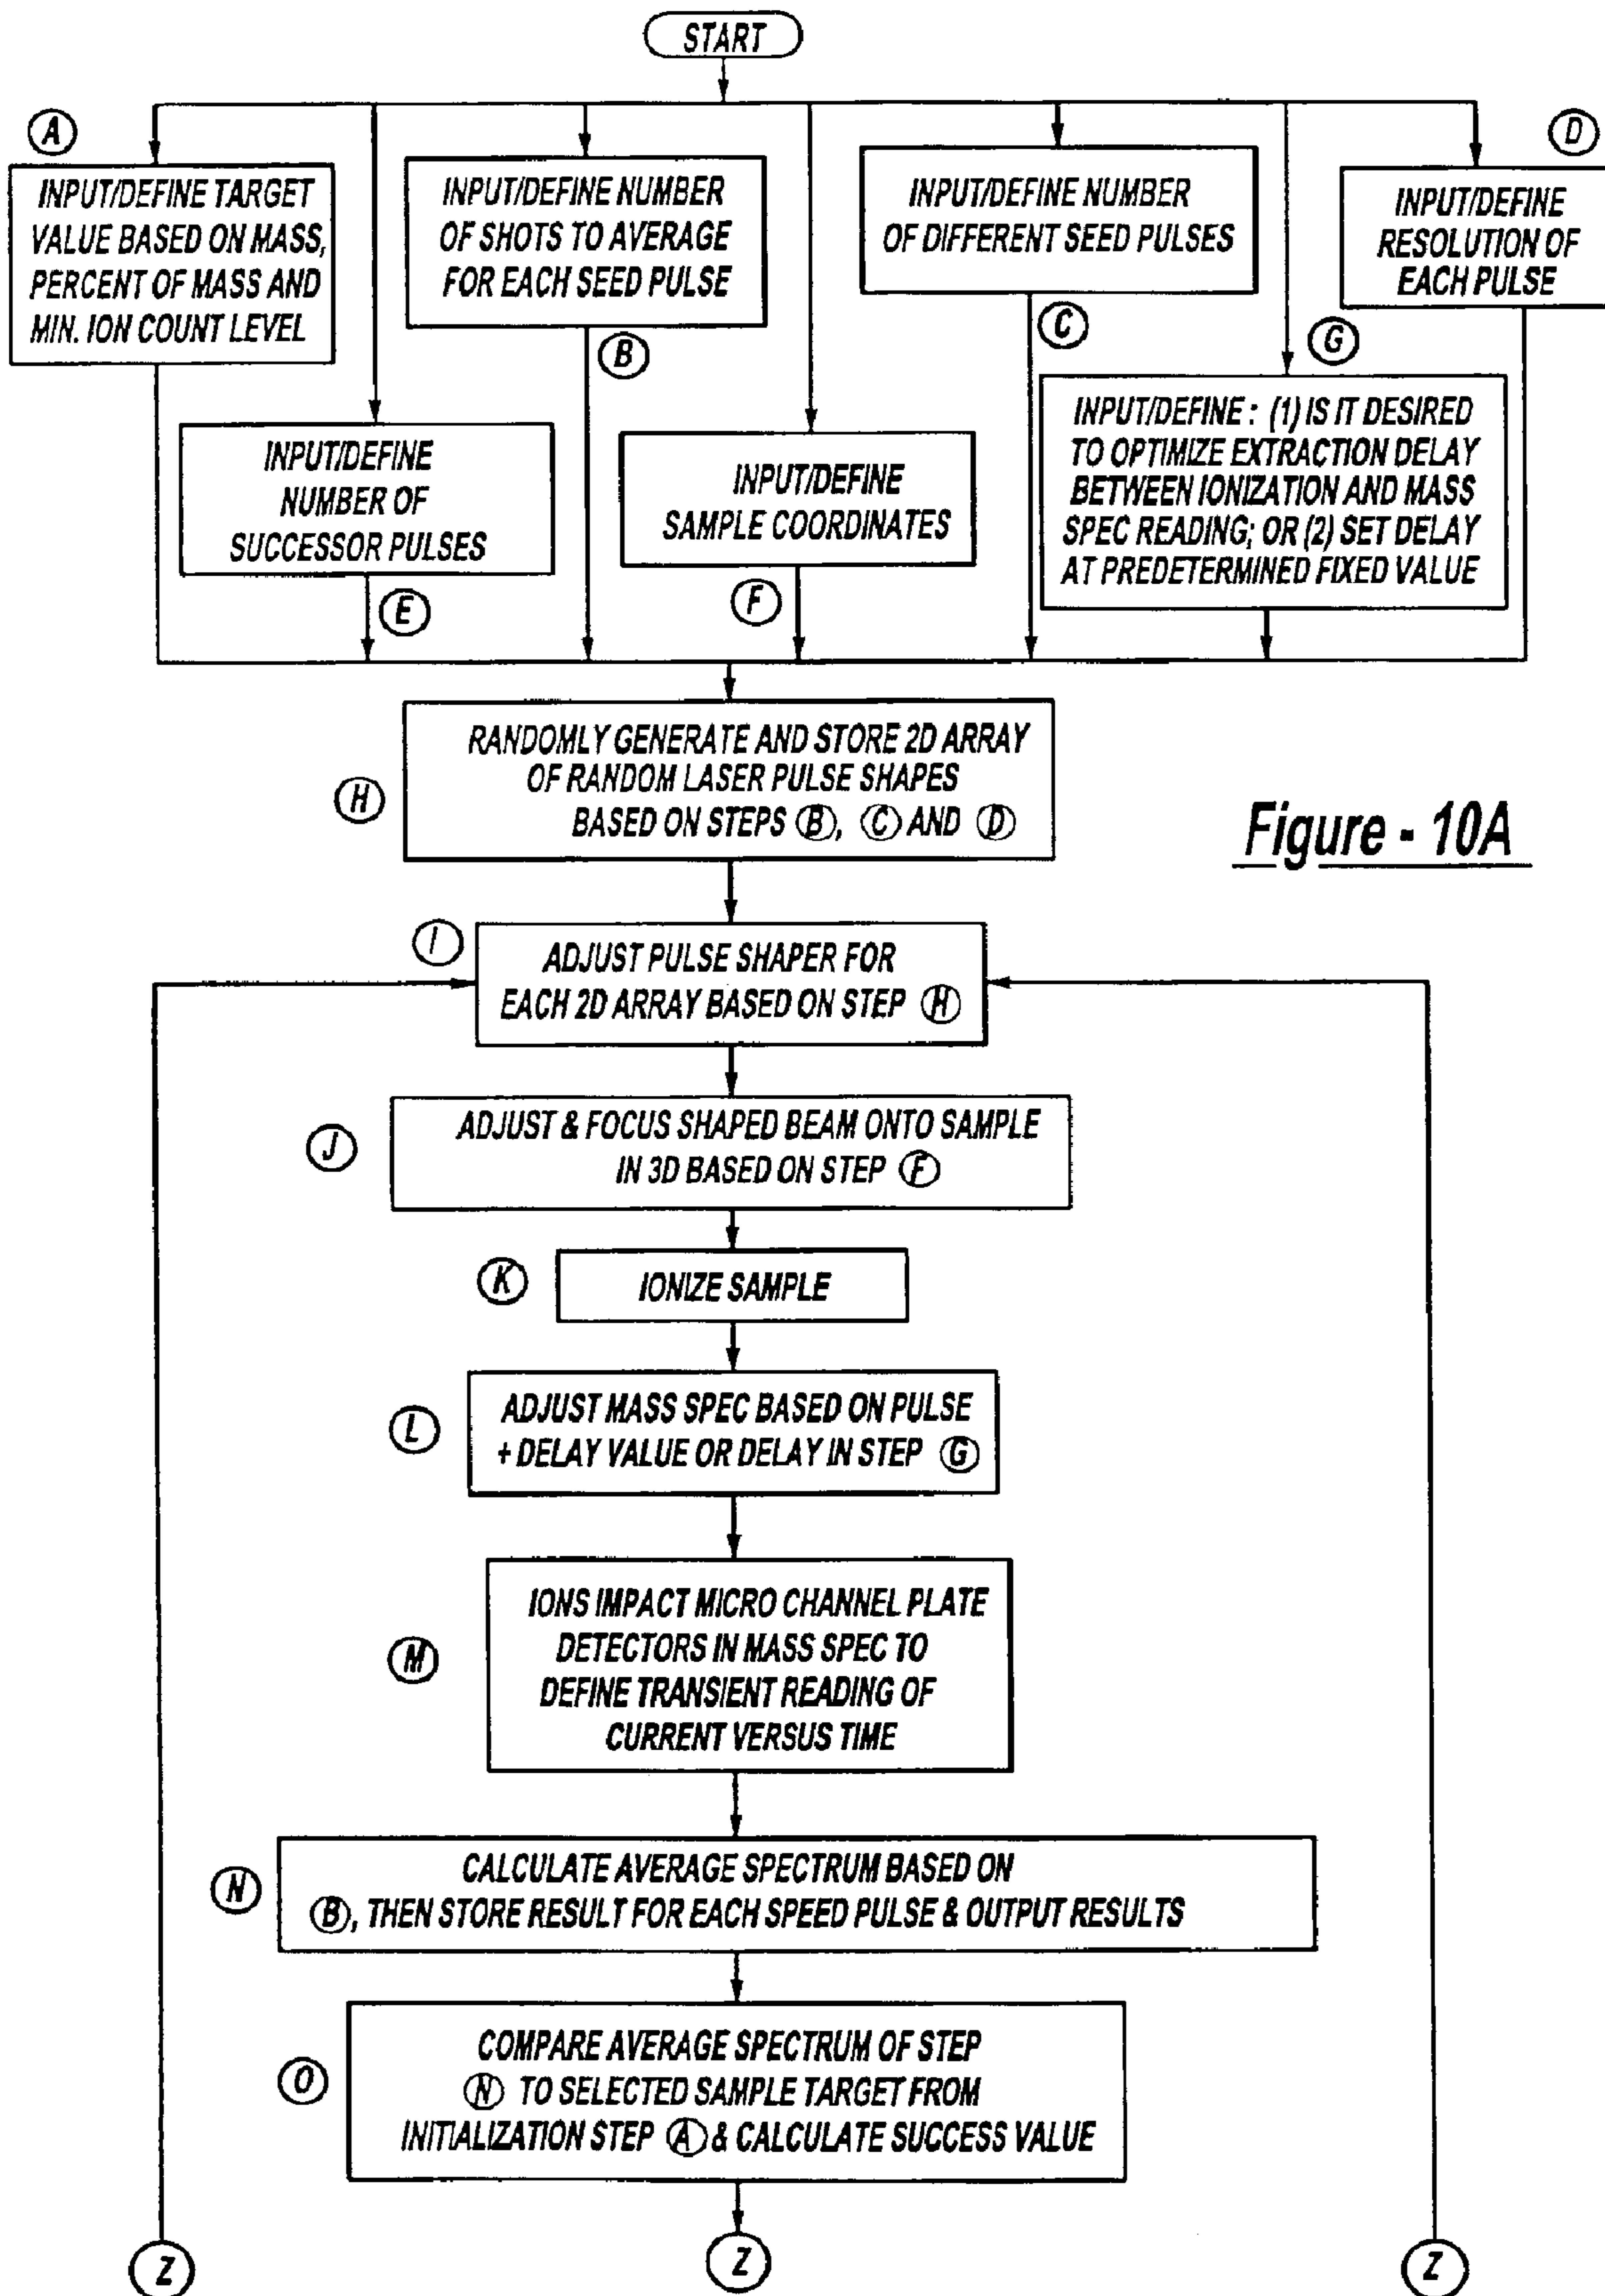 START
A
INPUT/DEFINE TARGET
VALUE BASED ON MASS,
PERCENT OF MASS AND
MIN. ION COUNT LEVEL
INPUT/DEFINE NUMBER
OF SHOTS TO AVERAGE
FOR EACH SEED PULSE
B
INPUT/DEFINE NUMBER
OF DIFFERENT SEED PULSES
C
D
INPUT/DEFINE
RESOLUTION OF
EACH PULSE
INPUT/DEFINE
NUMBER OF
SUCCESSOR PULSES
E
INPUT/DEFINE
SAMPLE COORDINATES
F
G
INPUT/DEFINE : (1) IS IT DESIRED
TO OPTIMIZE EXTRACTION DELAY
BETWEEN IONIZATION AND MASS
SPEC READING; OR (2) SET DELAY
AT PREDETERMINED FIXED VALUE
H
RANDOMLY GENERATE AND STORE 2D ARRAY
OF RANDOM LASER PULSE SHAPES
BASED ON STEPS B, C AND D
Figure - 10A
I
ADJUST PULSE SHAPER FOR
EACH 2D ARRAY BASED ON STEP H
J
ADJUST & FOCUS SHAPED BEAM ONTO SAMPLE
IN 3D BASED ON STEP F
K
IONIZE SAMPLE
L
ADJUST MASS SPEC BASED ON PULSE
+ DELAY VALUE OR DELAY IN STEP G
M
IONS IMPACT MICRO CHANNEL PLATE
DETECTORS IN MASS SPEC TO
DEFINE TRANSIENT READING OF
CURRENT VERSUS TIME
N
CALCULATE AVERAGE SPECTRUM BASED ON
B, THEN STORE RESULT FOR EACH SPEED PULSE & OUTPUT RESULTS
O
COMPARE AVERAGE SPECTRUM OF STEP
N TO SELECTED SAMPLE TARGET FROM
INITIALIZATION STEP A & CALCULATE SUCCESS VALUE
Z
Z
Z